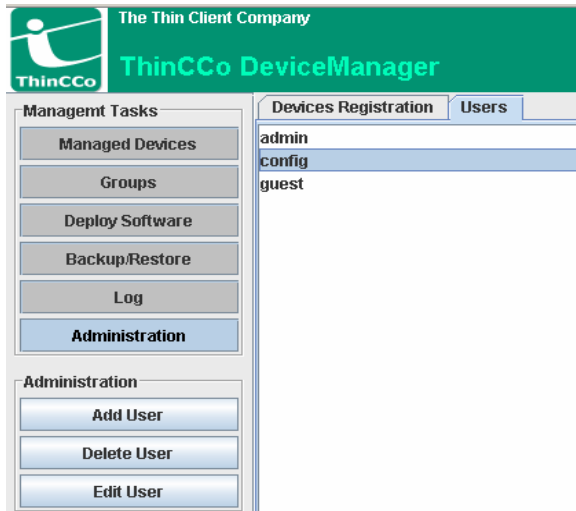 The Thin Client Company
ThinCCo
ThinCCo DeviceManager
Managemt Tasks
Managed Devices
Groups
Deploy Software
Backup/Restore
Log
Administration
Administration
Add User
Delete User
Edit User
Devices Registration Users
admin
config
guest